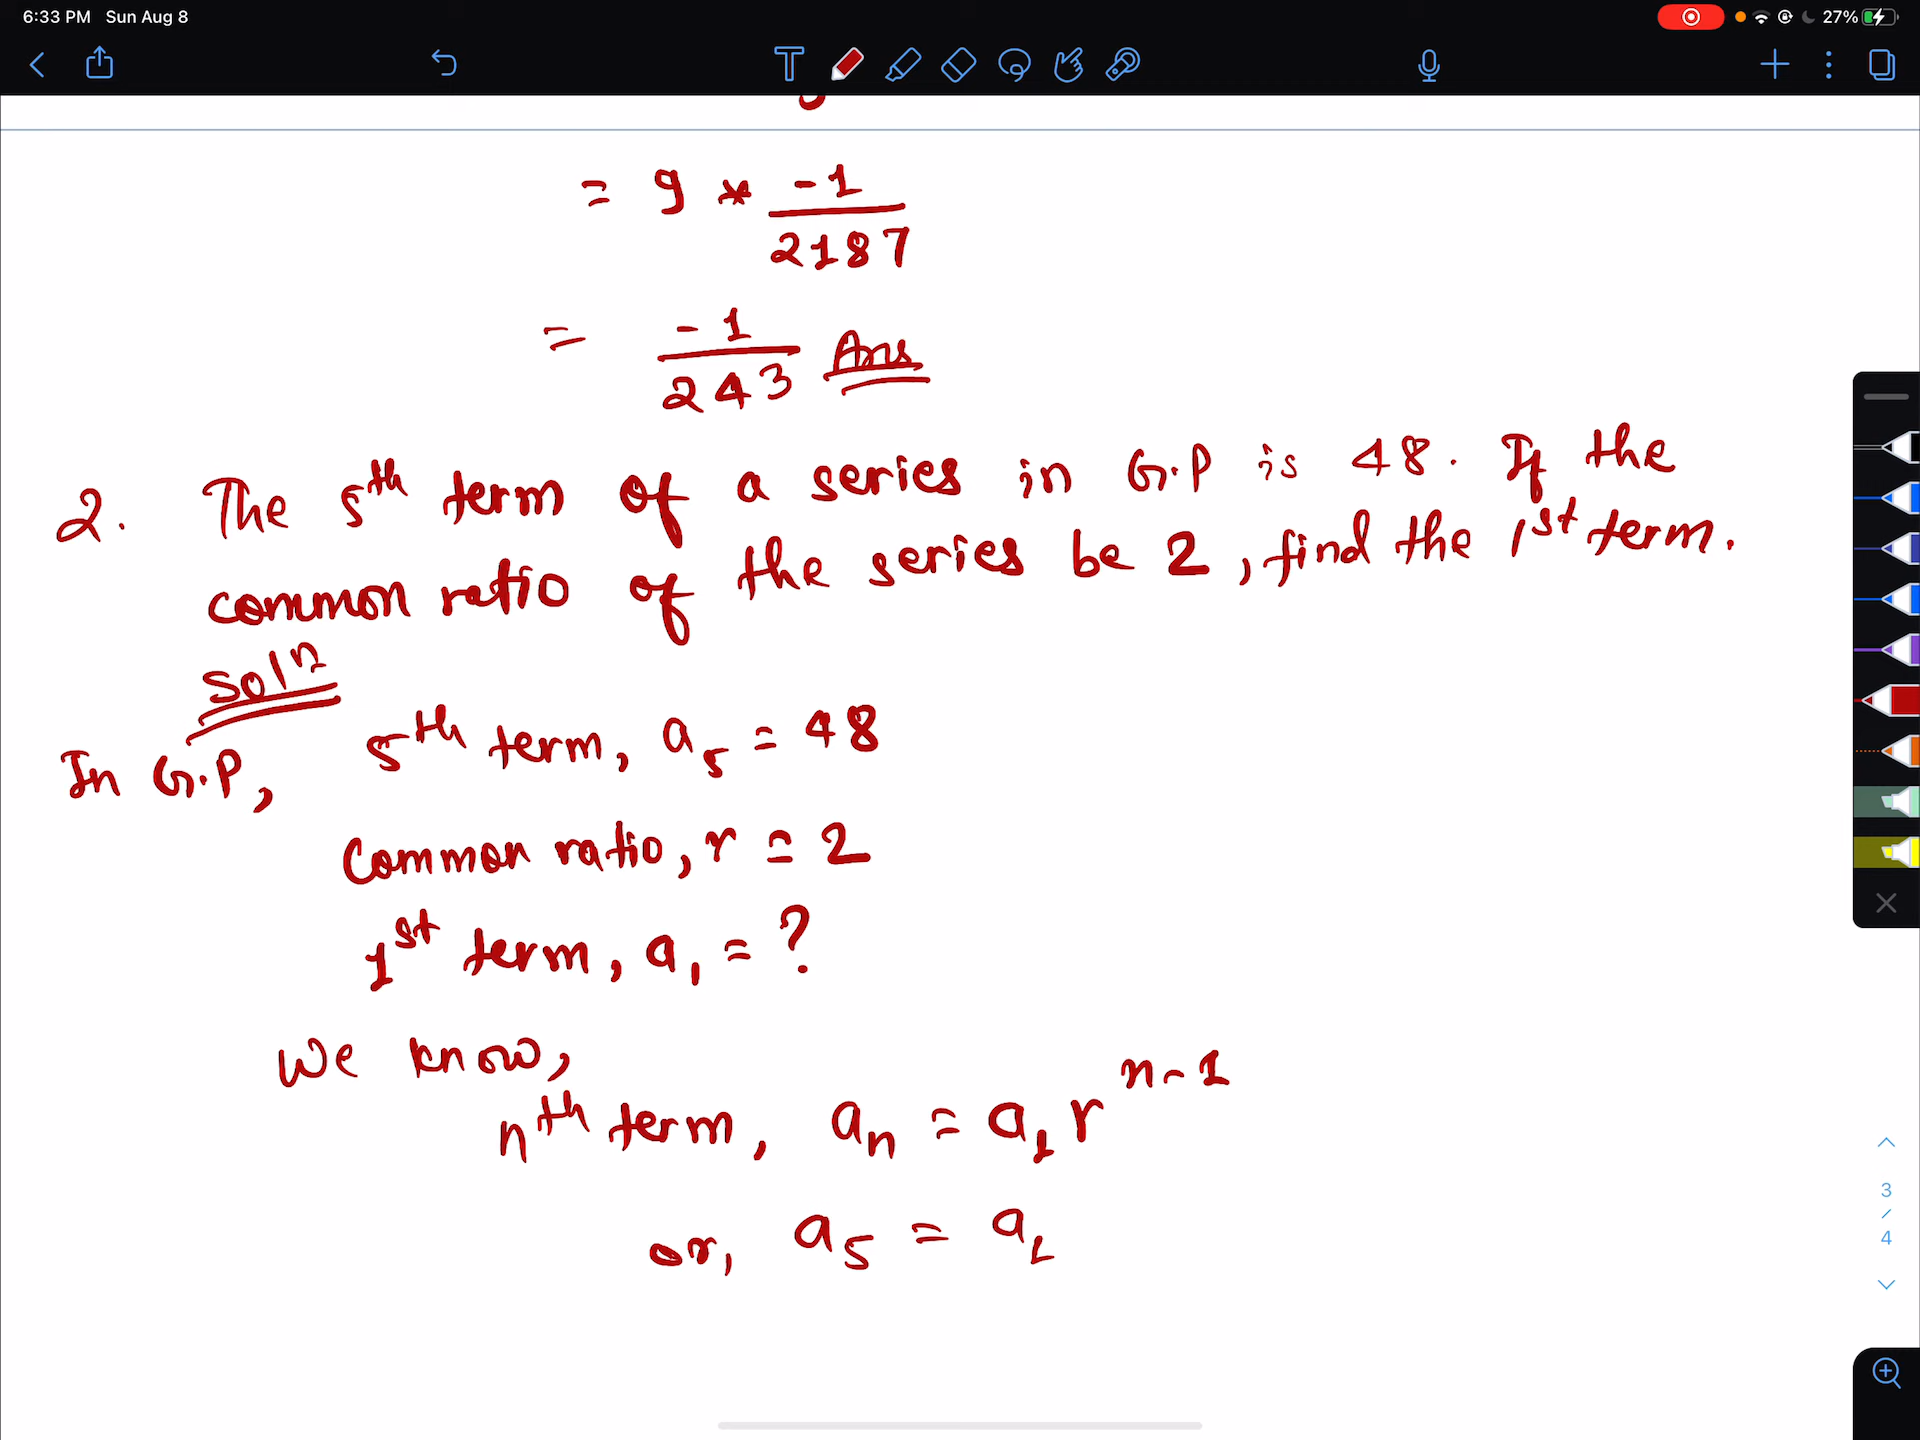 6:33 PM Sun Aug 8
27%
= 9 * -1/2187
= -1/243 Ans
2. The 5th term of a series in G.P is 48. If the
common ratio of the series be 2, find the 1st term.
Soln
In G.P, 5th term, a5 = 48
Common ratio, r = 2
1st term, a1 = ?
We know,
nth term, an = a1 r^n-1
or, a5 = a1
3
/
4